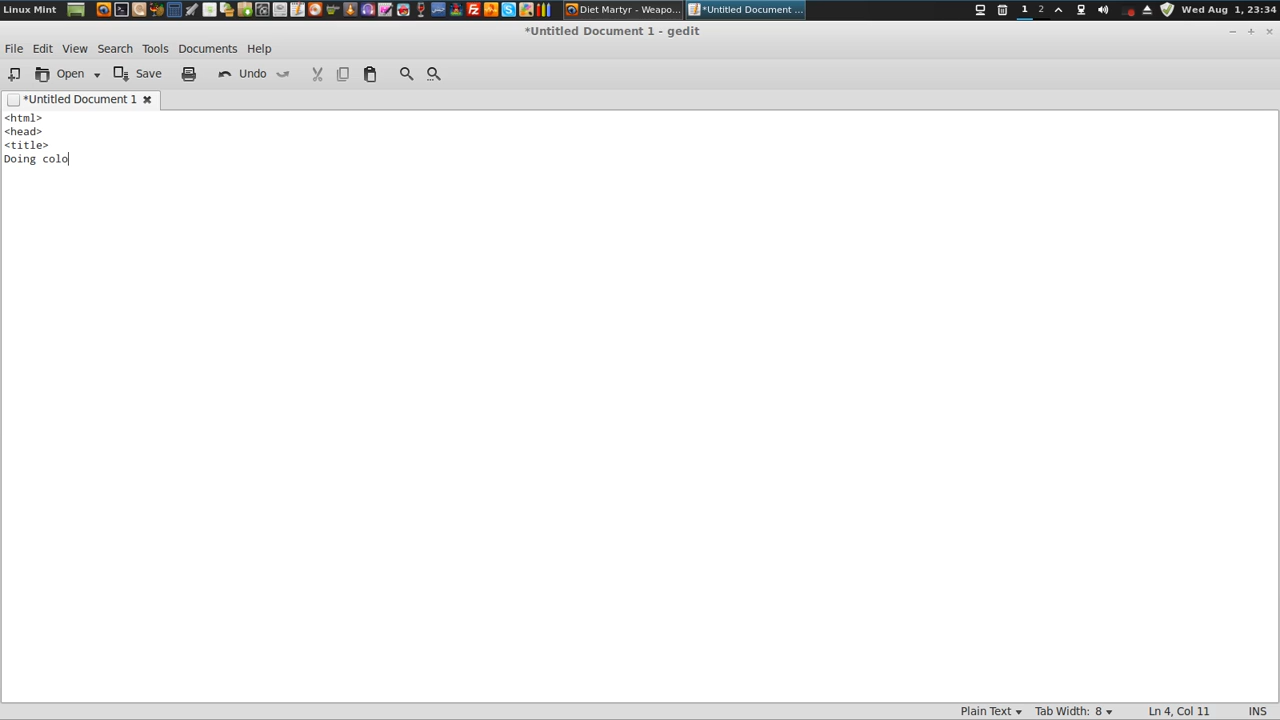 Linux Mint
Diet Martyr - Weapo...
*Untitled Document ...
1 2
Wed Aug 1, 23:34
*Untitled Document 1 - gedit
File Edit View Search Tools Documents Help
Open Save Undo
*Untitled Document 1
<html>
<head>
<title>
Doing colo
Plain Text Tab Width: 8 Ln 4, Col 11 INS